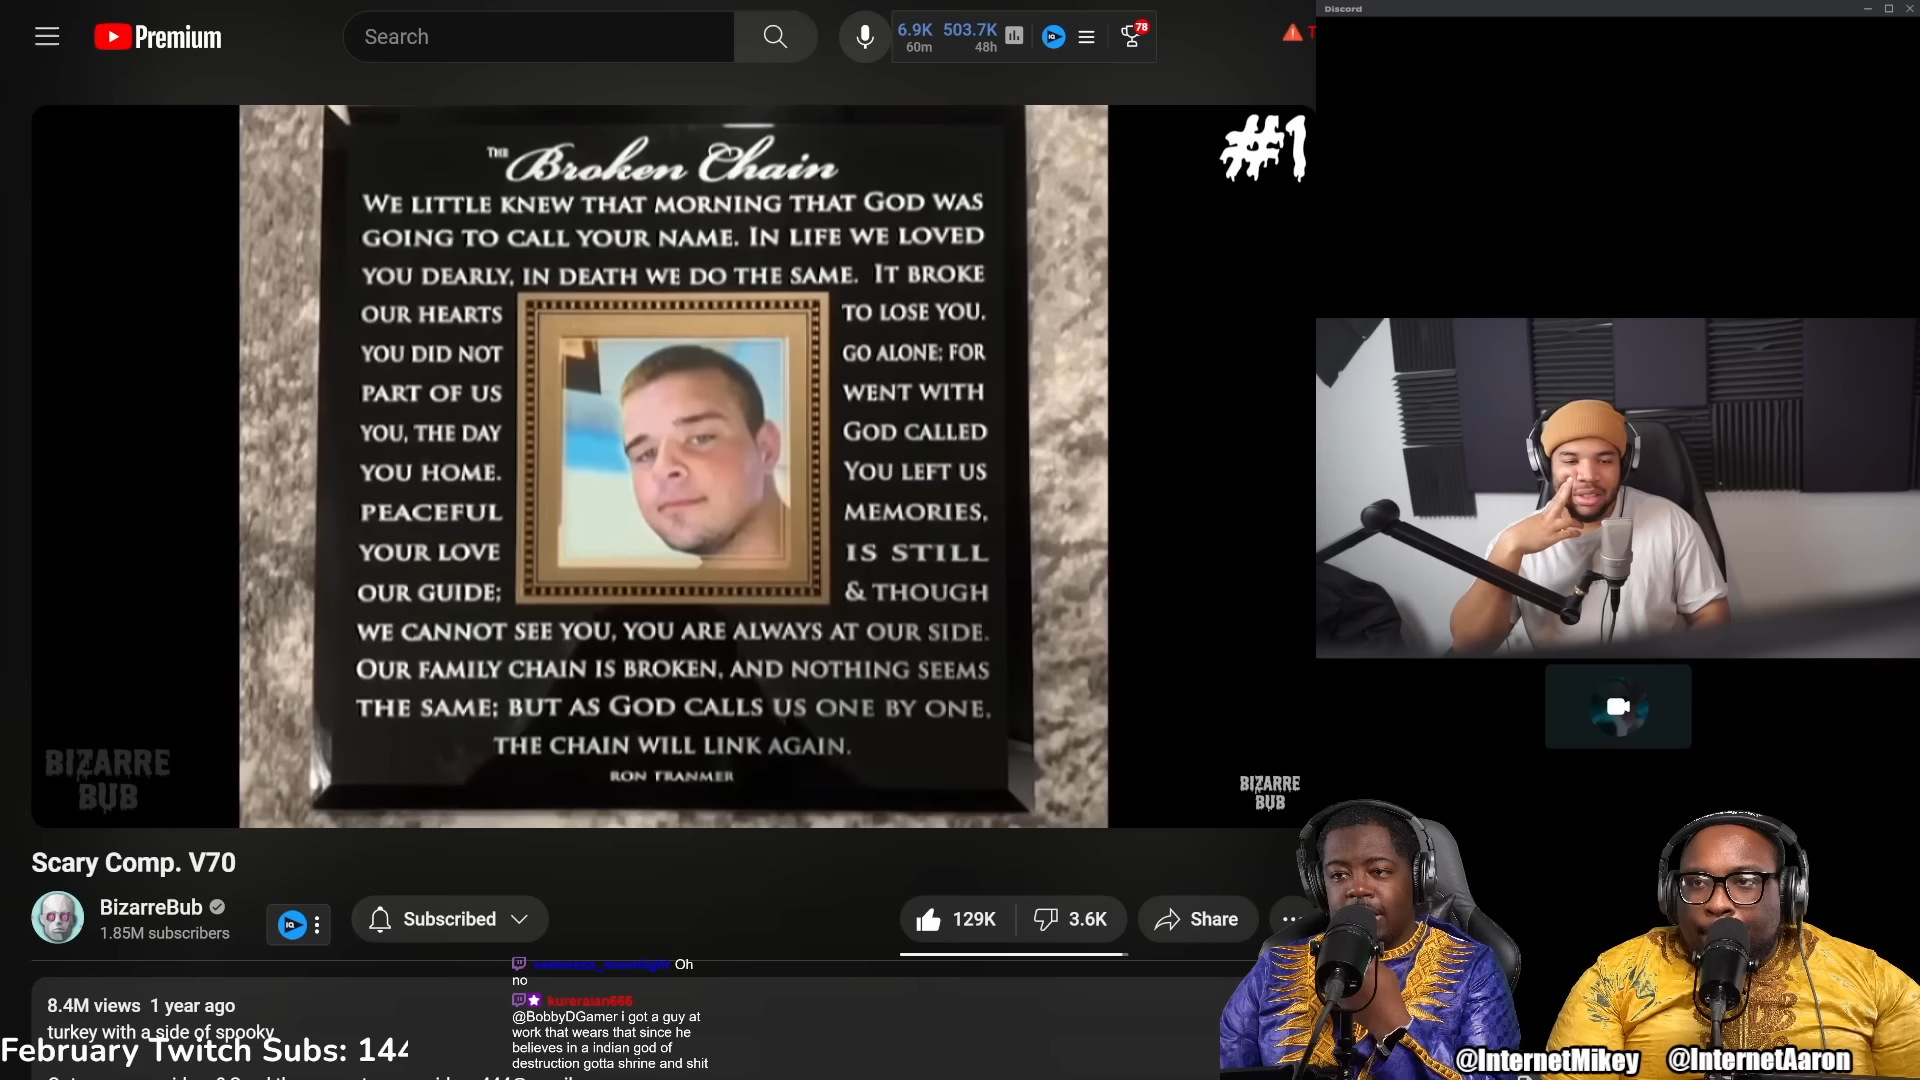 Discord
Premium
Search
6.9K 503.7K
60m 48h
78
#1
THE Broken Chain
WE LITTLE KNEW THAT MORNING THAT GOD WAS
GOING TO CALL YOUR NAME. IN LIFE WE LOVED
YOU DEARLY, IN DEATH WE DO THE SAME. IT BROKE
OUR HEARTS TO LOSE YOU.
YOU DID NOT GO ALONE; FOR
PART OF US WENT WITH
YOU, THE DAY GOD CALLED
YOU HOME. YOU LEFT US
PEACEFUL MEMORIES,
YOUR LOVE IS STILL
OUR GUIDE; & THOUGH
WE CANNOT SEE YOU, YOU ARE ALWAYS AT OUR SIDE.
OUR FAMILY CHAIN IS BROKEN, AND NOTHING SEEMS
THE SAME; BUT AS GOD CALLS US ONE BY ONE,
THE CHAIN WILL LINK AGAIN.
RON TRANMER
BIZARRE
BUB
BIZARRE
BUB
Scary Comp. V70
BizarreBub
1.85M subscribers
Subscribed
129K
3.6K
Share
8.4M views 1 year ago
turkey with a side of spooky
February Twitch Subs: 144
Oh
no
kureraian666
@BobbyDGamer i got a guy at
work that wears that since he
believes in a indian god of
destruction gotta shrine and shit
@InternetMikey
@InternetAaron